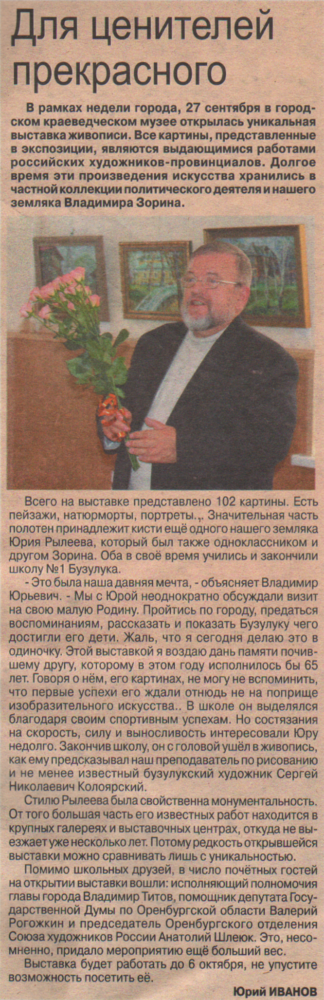 Для ценителей
прекрасного
В рамках недели города, 27 сентября в город-
ском краеведческом музее открылась уникальная
выставка живописи. Все картины, представленные
в экспозиции, являются выдающимися работами
российских художников-провинциалов. Долгое
время эти произведения искусства хранились в
частной коллекции политического деятеля и нашего
земляка Владимира Зорина.
Всего на выставке представлено 102 картины. Есть
пейзажи, натюрморты, портреты... Значительная часть
полотен принадлежит кисти ещё одного нашего земляка
Юрия Рылеева, который был также одноклассником и
другом Зорина. Оба в своё время учились и закончили
школу №1 Бузулука.
- Это была наша давняя мечта, - объясняет Владимир
Юрьевич. - Мы с Юрой неоднократно обсуждали визит
на свою малую Родину. Пройтись по городу, предаться
воспоминаниям, рассказать и показать Бузулуку чего
достигли его дети. Жаль, что я сегодня делаю это в
одиночку. Этой выставкой я воздаю дань памяти почив-
шему другу, которому в этом году исполнилось бы 65
лет. Говоря о нём, его картинах, не могу не вспоминить,
что первые успехи его ждали отнюдь не на поприще
изобразительного искусства.. В школе он выделялся
благодаря своим спортивным успехам. Но состязания
на скорость, силу и выносливость интересовали Юру
недолго. Закончив школу, он с головой ушёл в живопись,
как ему предсказывал наш преподаватель по рисованию
и не менее известный бузулукский художник Сергей
Николаевич Колоярский.
Стилю Рылеева была свойственна монументальность.
От того большая часть его известных работ находится в
крупных галереях и выставочных центрах, откуда не вы-
езжает уже несколько лет. Потому редкость открывшейся
выставки можно сравнивать лишь с уникальностью.
Помимо школьных друзей, в число почётных гостей
на открытии выставки вошли: исполняющий полномочия
главы города Владимир Титов, помощник депутата Госу-
дарственной Думы по Оренбургской области Валерий
Рогожкин и председатель Оренбургского отделения
Союза художников России Анатолий Шлеюк. Это, несо-
мненно, придало мероприятию ещё больший вес.
Выставка будет работать до 6 октября, не упустите
возможность посетить её.
Юрий ИВАНОВ